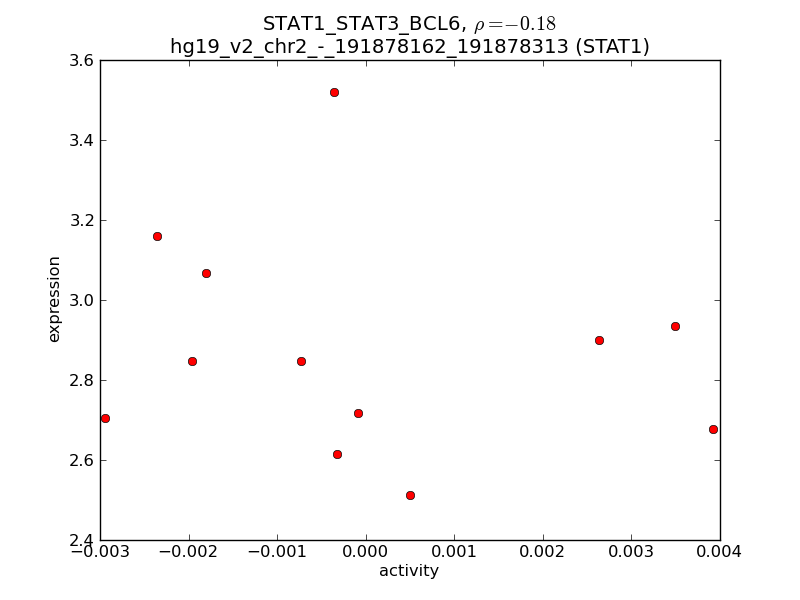 STAT1_STAT3_BCL6, ρ=−0.18
hg19_v2_chr2_-_191878162_191878313 (STAT1)
3.6
3.4
3.2
3.0
2.8
2.6
2.4
expression
−0.003 −0.002 −0.001 0.000 0.001 0.002 0.003 0.004
activity